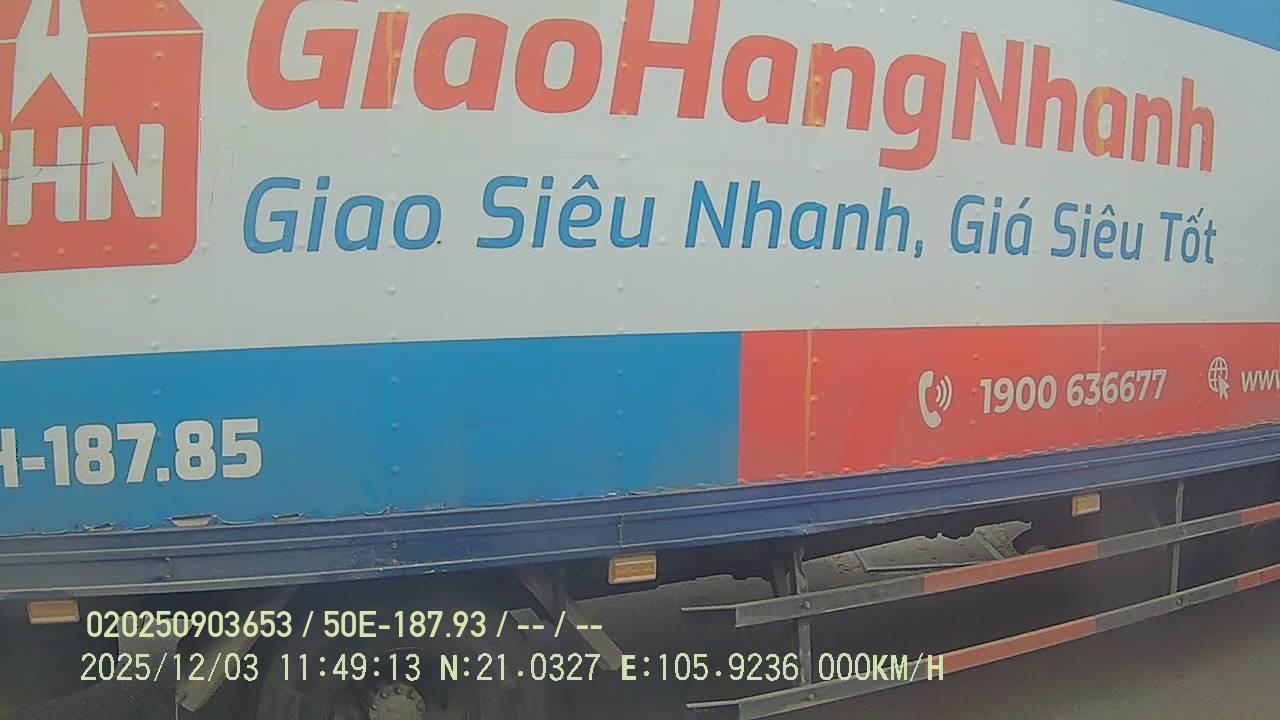 GHN
GiaoHangNhanh
Giao Siêu Nhanh, Giá Siêu Tốt
1900 636677
www
H-187.85
020250903653 / 50E-187.93 / -- / --
2025/12/03 11:49:13 N:21.0327 E:105.9236 000KM/H